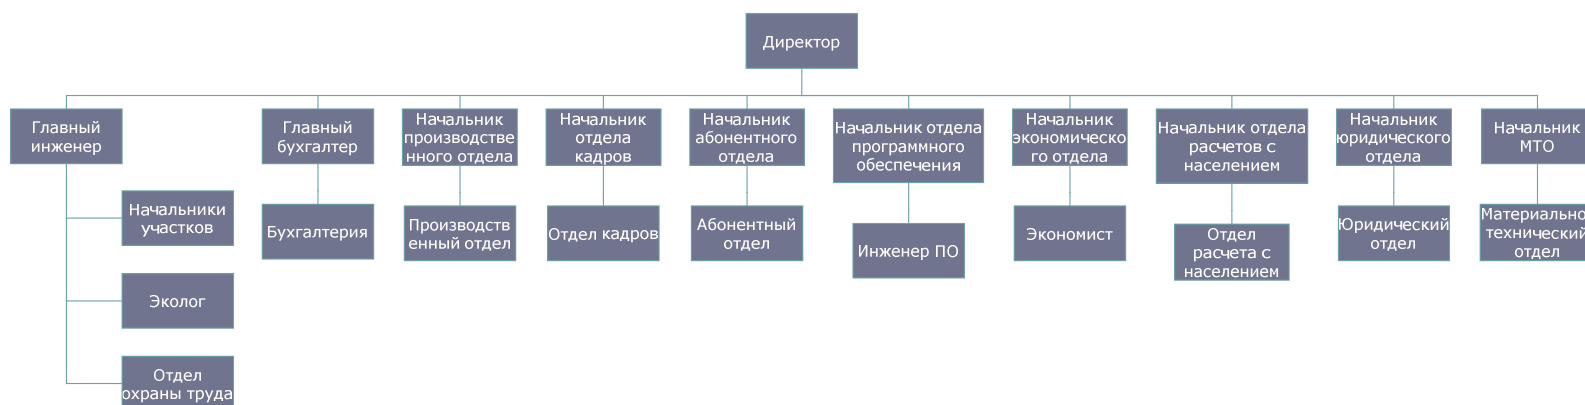 Директор
Главный
инженер
Главный
бухгалтер
Начальник
производстве
нного отдела
Начальник
отдела
кадров
Начальник
абонентного
отдела
Начальник отдела
программного
обеспечения
Начальник
экономическо
го отдела
Начальник отдела
расчетов с
населением
Начальник
юридического
отдела
Начальник
МТО
Начальники
участков
Бухгалтерия
Производств
енный отдел
Отдел кадров
Абонентный
отдел
Инженер ПО
Экономист
Отдел
расчета с
населением
Юридический
отдел
Материально
технический
отдел
Эколог
Отдел
охраны труда